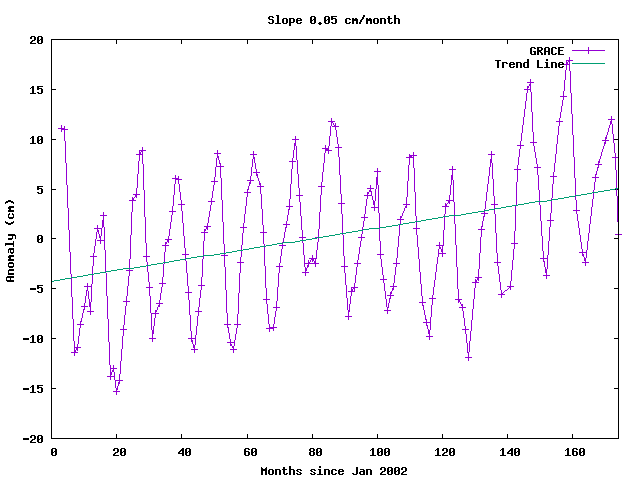 Slope 0.05 cm/month
GRACE
Trend Line
20
15
10
5
0
-5
-10
-15
-20
Anomaly (cm)
0 20 40 60 80 100 120 140 160
Months since Jan 2002